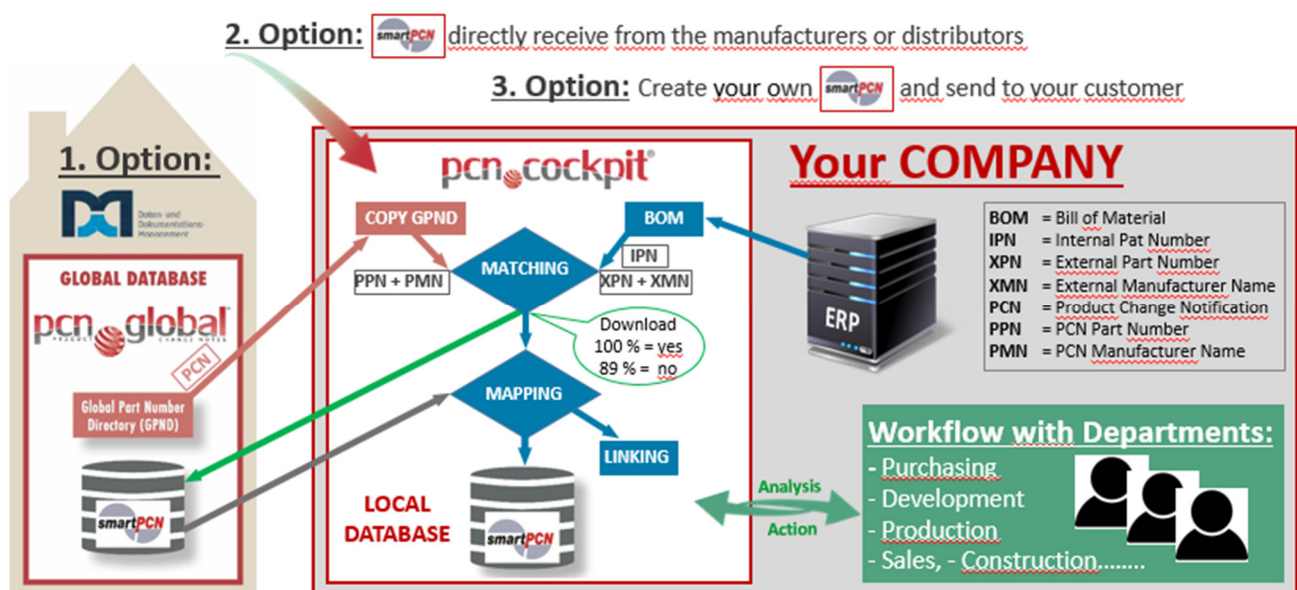 2. Option: smartPCN directly receive from the manufacturers or distributors
3. Option: Create your own smartPCN and send to your customer
1. Option:
Daten- und
Dokumentations-
Management
GLOBAL DATABASE
pcn global
PRODUCT CHANGE NOTES
PCN
Global Part Number
Directory (GPND)
smartPCN
pcn cockpit®
COPY GPND
BOM
MATCHING
IPN
PPN + PMN
XPN + XMN
Download
100 % = yes
89 % = no
MAPPING
LINKING
LOCAL
DATABASE
smartPCN
Your COMPANY
ERP
BOM = Bill of Material
IPN = Internal Pat Number
XPN = External Part Number
XMN = External Manufacturer Name
PCN = Product Change Notification
PPN = PCN Part Number
PMN = PCN Manufacturer Name
Analysis
Action
Workflow with Departments:
- Purchasing
- Development
- Production
- Sales, - Construction........